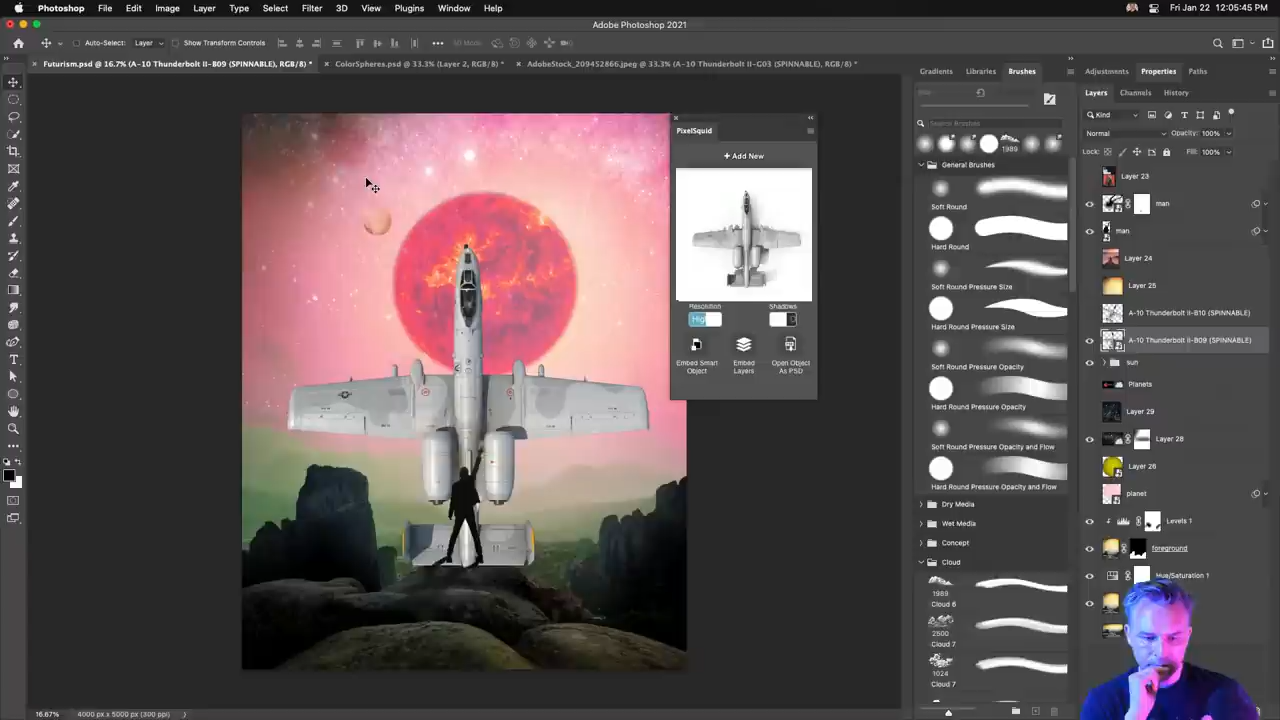 Photoshop File Edit Image Layer Type Select Filter 3D View Plugins Window Help Fri Jan 22 12:05:45 PM
Adobe Photoshop 2021
Auto-Select: Layer Show Transform Controls 3D Mode:
Futurism.psd @ 16.7% (A-10 Thunderbolt II-B09 (SPINNABLE), RGB/8) *
ColorSpheres.psd @ 33.3% (Layer 2, RGB/8) *
AdobeStock_209452866.jpeg @ 33.3% (A-10 Thunderbolt II-G03 (SPINNABLE), RGB/8) *
PixelSquid
+ Add New
Resolution Shadows
High
Embed Smart Object
Embed Layers
Open Object As PSD
Gradients Libraries Brushes
Search Brushes
1989
General Brushes
Soft Round
Hard Round
Soft Round Pressure Size
Hard Round Pressure Size
Soft Round Pressure Opacity
Hard Round Pressure Opacity
Soft Round Pressure Opacity and Flow
Hard Round Pressure Opacity and Flow
Dry Media
Wet Media
Concept
Cloud
1989
Cloud 6
2500
Cloud 7
1024
Cloud 7
Adjustments Properties Paths
Layers Channels History
Kind
Normal Opacity: 100%
Lock: Fill: 100%
Layer 23
man
man
Layer 24
Layer 25
A-10 Thunderbolt II-B10 (SPINNABLE)
A-10 Thunderbolt II-B09 (SPINNABLE)
sun
Planets
Layer 29
Layer 28
Layer 26
planet
Levels 1
foreground
Hue/Saturation 1
16.67% 4000 px x 5000 px (300 ppi)